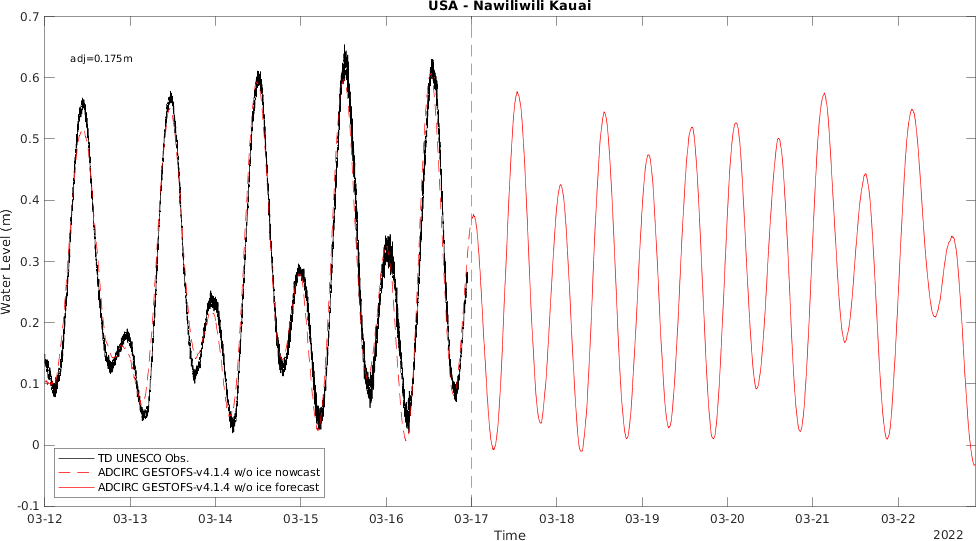 USA - Nawiliwili Kauai
0.7
0.6
0.5
0.4
0.3
0.2
0.1
0
-0.1
Water Level (m)
adj=0.175m
TD UNESCO Obs.
ADCIRC GESTOFS-v4.1.4 w/o ice nowcast
ADCIRC GESTOFS-v4.1.4 w/o ice forecast
03-12 03-13 03-14 03-15 03-16 03-17 03-18 03-19 03-20 03-21 03-22
Time
2022